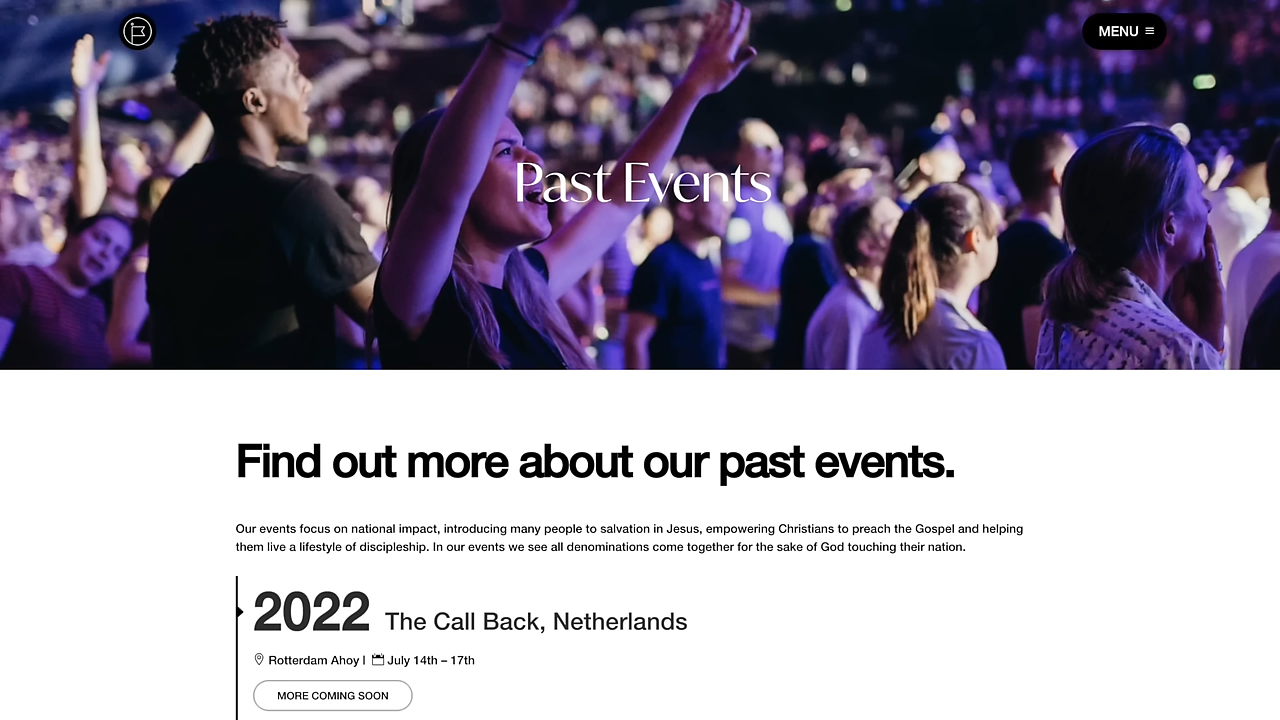 MENU
Past Events
Find out more about our past events.
Our events focus on national impact, introducing many people to salvation in Jesus, empowering Christians to preach the Gospel and helping
them live a lifestyle of discipleship. In our events we see all denominations come together for the sake of God touching their nation.
2022 The Call Back, Netherlands
Rotterdam Ahoy | July 14th – 17th
MORE COMING SOON